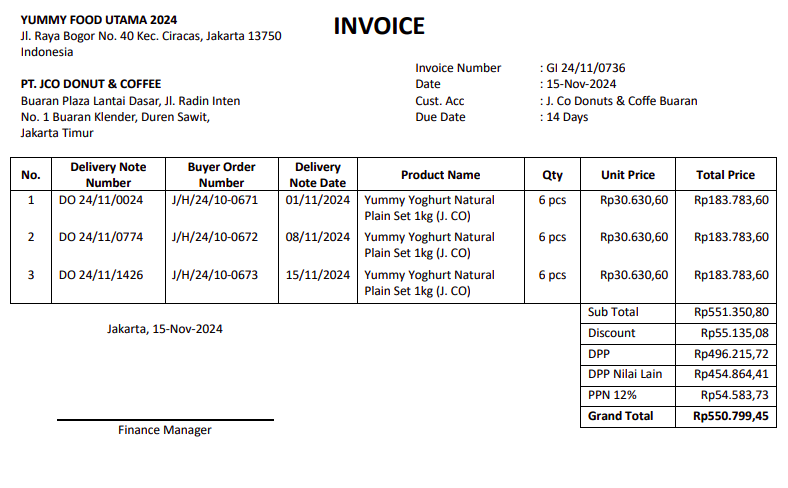 YUMMY FOOD UTAMA 2024
Jl. Raya Bogor No. 40 Kec. Ciracas, Jakarta 13750
Indonesia
INVOICE
PT. JCO DONUT & COFFEE
Buaran Plaza Lantai Dasar, Jl. Radin Inten
No. 1 Buaran Klender, Duren Sawit,
Jakarta Timur
Invoice Number : GI 24/11/0736
Date : 15-Nov-2024
Cust. Acc : J. Co Donuts & Coffe Buaran
Due Date : 14 Days
No. Delivery Note Number Buyer Order Number Delivery Note Date Product Name Qty Unit Price Total Price
1 DO 24/11/0024 J/H/24/10-0671 01/11/2024 Yummy Yoghurt Natural 6 pcs Rp30.630,60 Rp183.783,60
Plain Set 1kg (J. CO)
2 DO 24/11/0774 J/H/24/10-0672 08/11/2024 Yummy Yoghurt Natural 6 pcs Rp30.630,60 Rp183.783,60
Plain Set 1kg (J. CO)
3 DO 24/11/1426 J/H/24/10-0673 15/11/2024 Yummy Yoghurt Natural 6 pcs Rp30.630,60 Rp183.783,60
Plain Set 1kg (J. CO)
Sub Total Rp551.350,80
Discount Rp55.135,08
DPP Rp496.215,72
DPP Nilai Lain Rp454.864,41
PPN 12% Rp54.583,73
Grand Total Rp550.799,45
Jakarta, 15-Nov-2024
Finance Manager